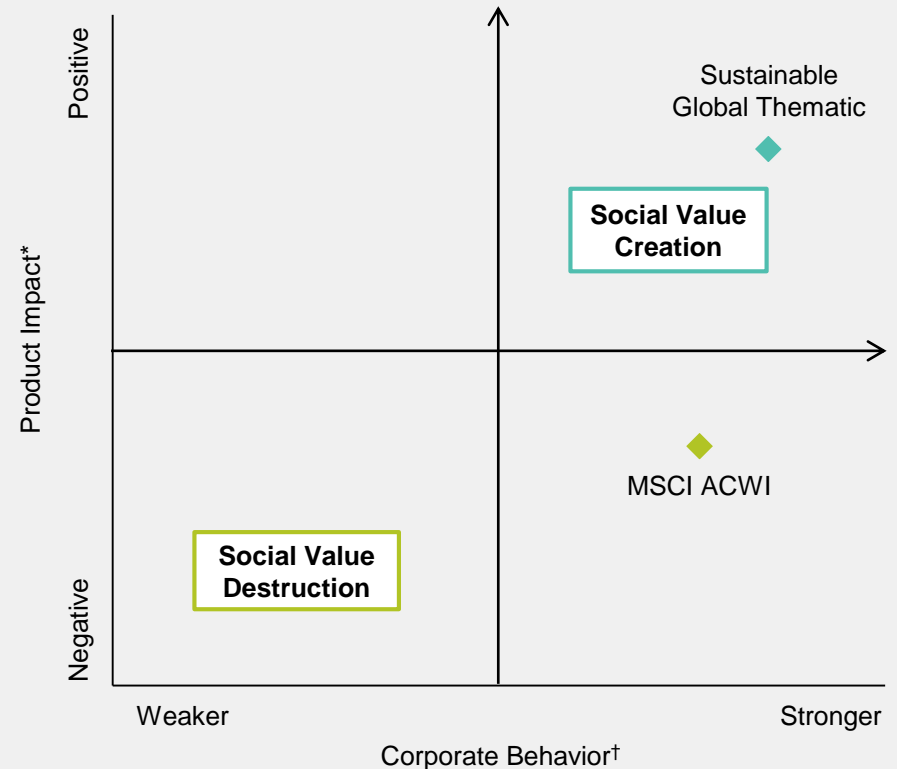 Positive
Sustainable
Global Thematic
Social Value
Creation
Product Impact*
MSCI ACWI
Social Value
Destruction
Negative
Weaker
Stronger
Corporate Behavior†